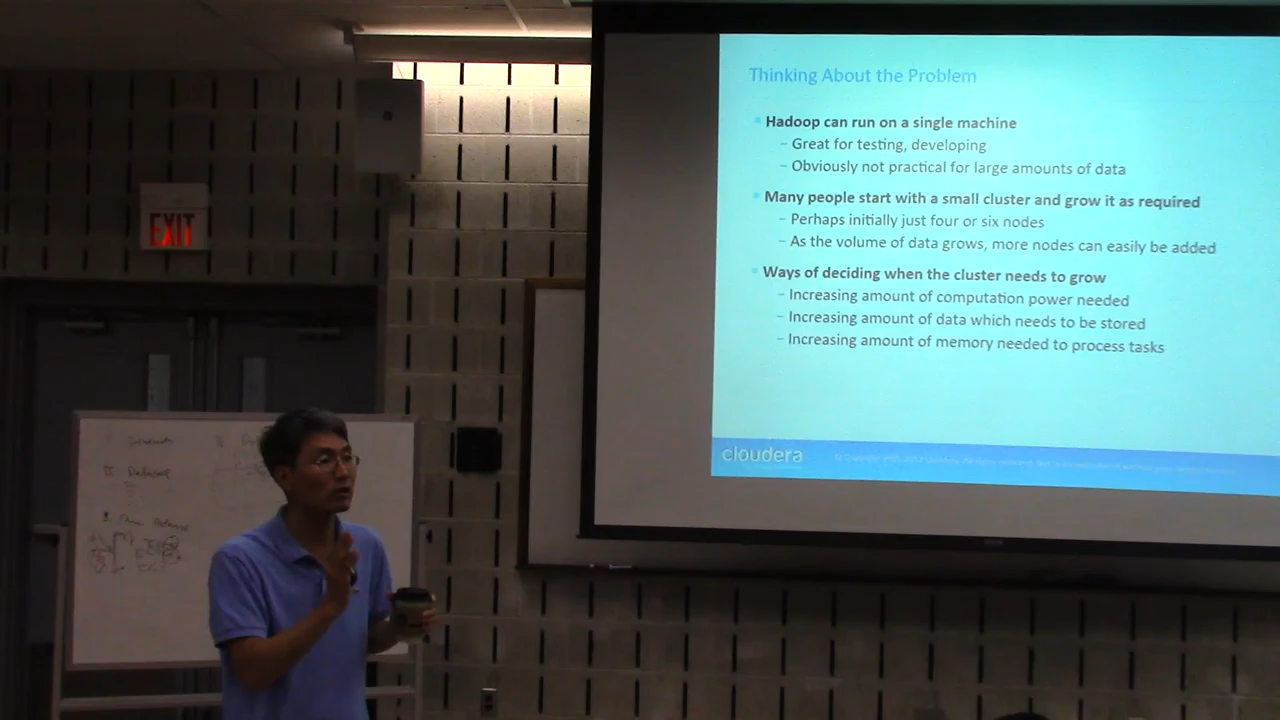 EXIT
Thinking About the Problem
Hadoop can run on a single machine
– Great for testing, developing
– Obviously not practical for large amounts of data
Many people start with a small cluster and grow it as required
– Perhaps initially just four or six nodes
– As the volume of data grows, more nodes can easily be added
Ways of deciding when the cluster needs to grow
– Increasing amount of computation power needed
– Increasing amount of data which needs to be stored
– Increasing amount of memory needed to process tasks
cloudera